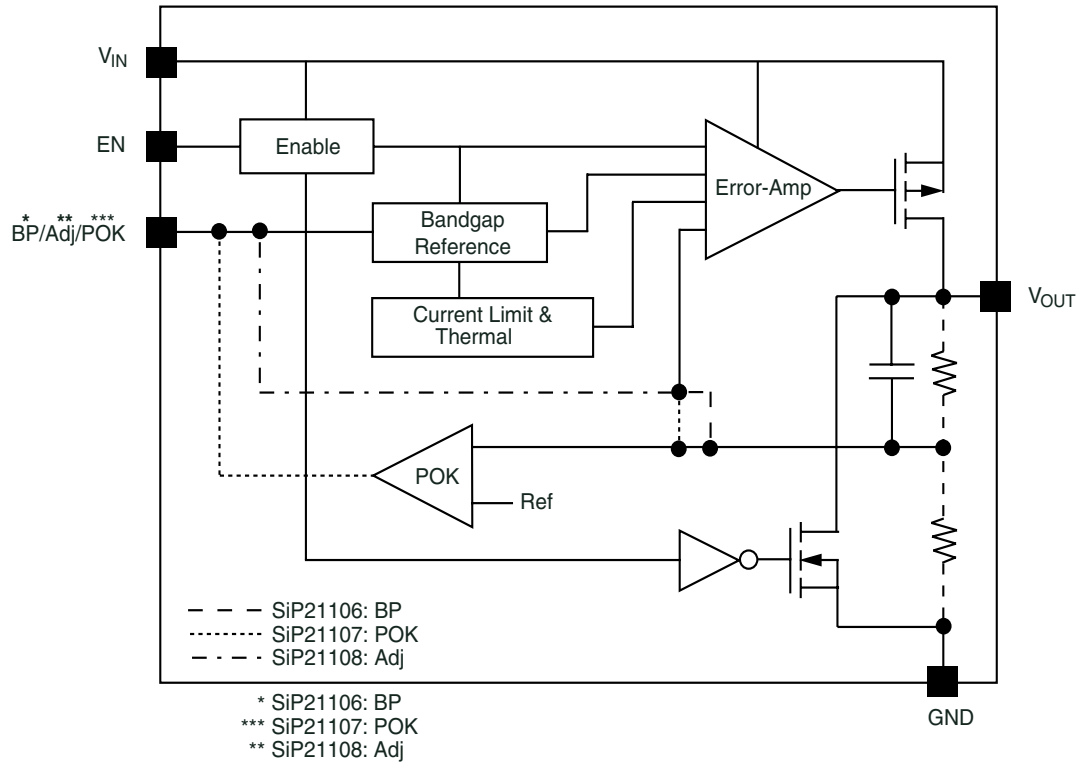 VIN
EN
Enable
Error-Amp
* ** ***
BP/Adj/POK
Bandgap
Reference
Current Limit &
Thermal
VOUT
POK
Ref
SiP21106: BP
SiP21107: POK
SiP21108: Adj
* SiP21106: BP
*** SiP21107: POK
** SiP21108: Adj
GND